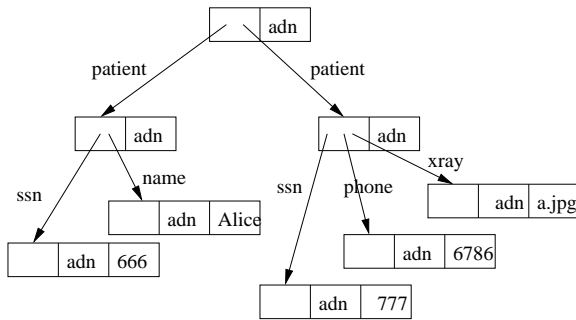 adn
patient patient
adn adn
ssn name ssn phone xray
adn Alice
adn a.jpg
adn 666
adn 6786
adn 777